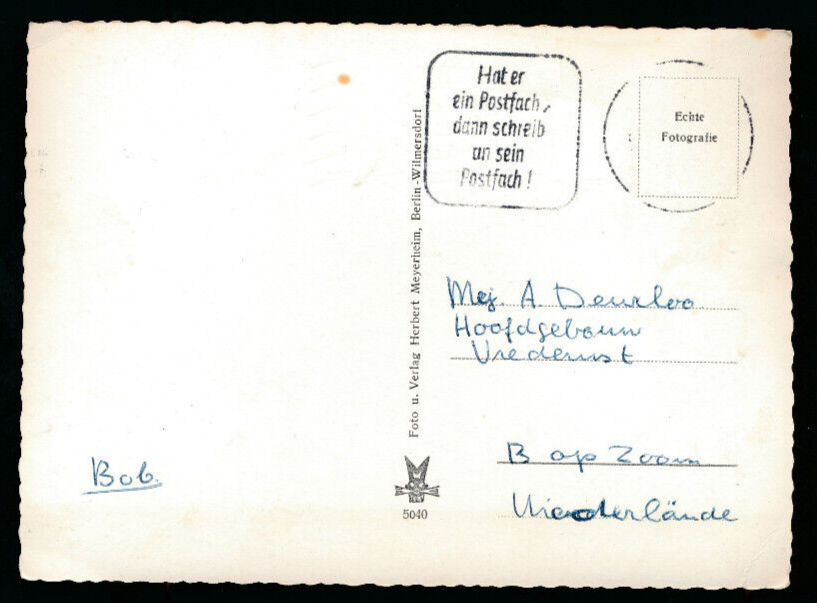 Hat er
ein Postfach,
dann schreib
an sein
Postfach!
Echte
Fotografie
Foto u. Verlag Herbert Meyerheim, Berlin-Wilmersdorf
Mej. A Deurloo
Hoofdgebouw
Vrederust
B op Zoom
Niederlände
Bob.
5040